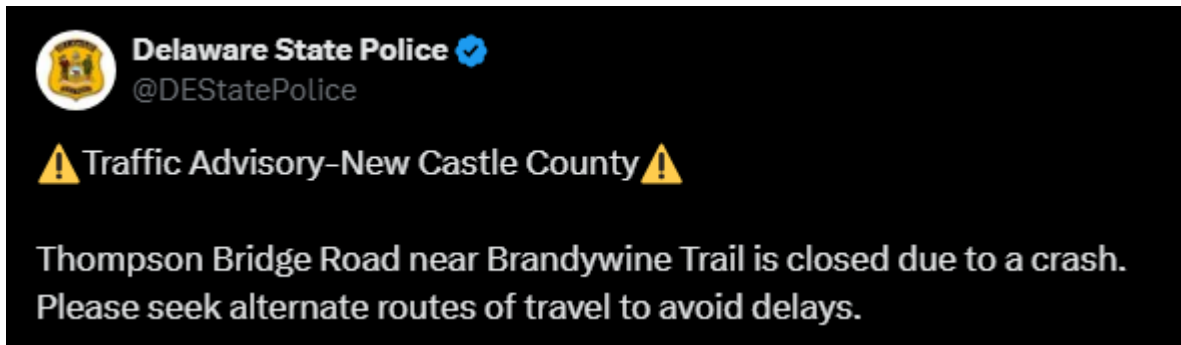 Delaware State Police
@DEStatePolice
⚠️Traffic Advisory-New Castle County⚠️
Thompson Bridge Road near Brandywine Trail is closed due to a crash.
Please seek alternate routes of travel to avoid delays.